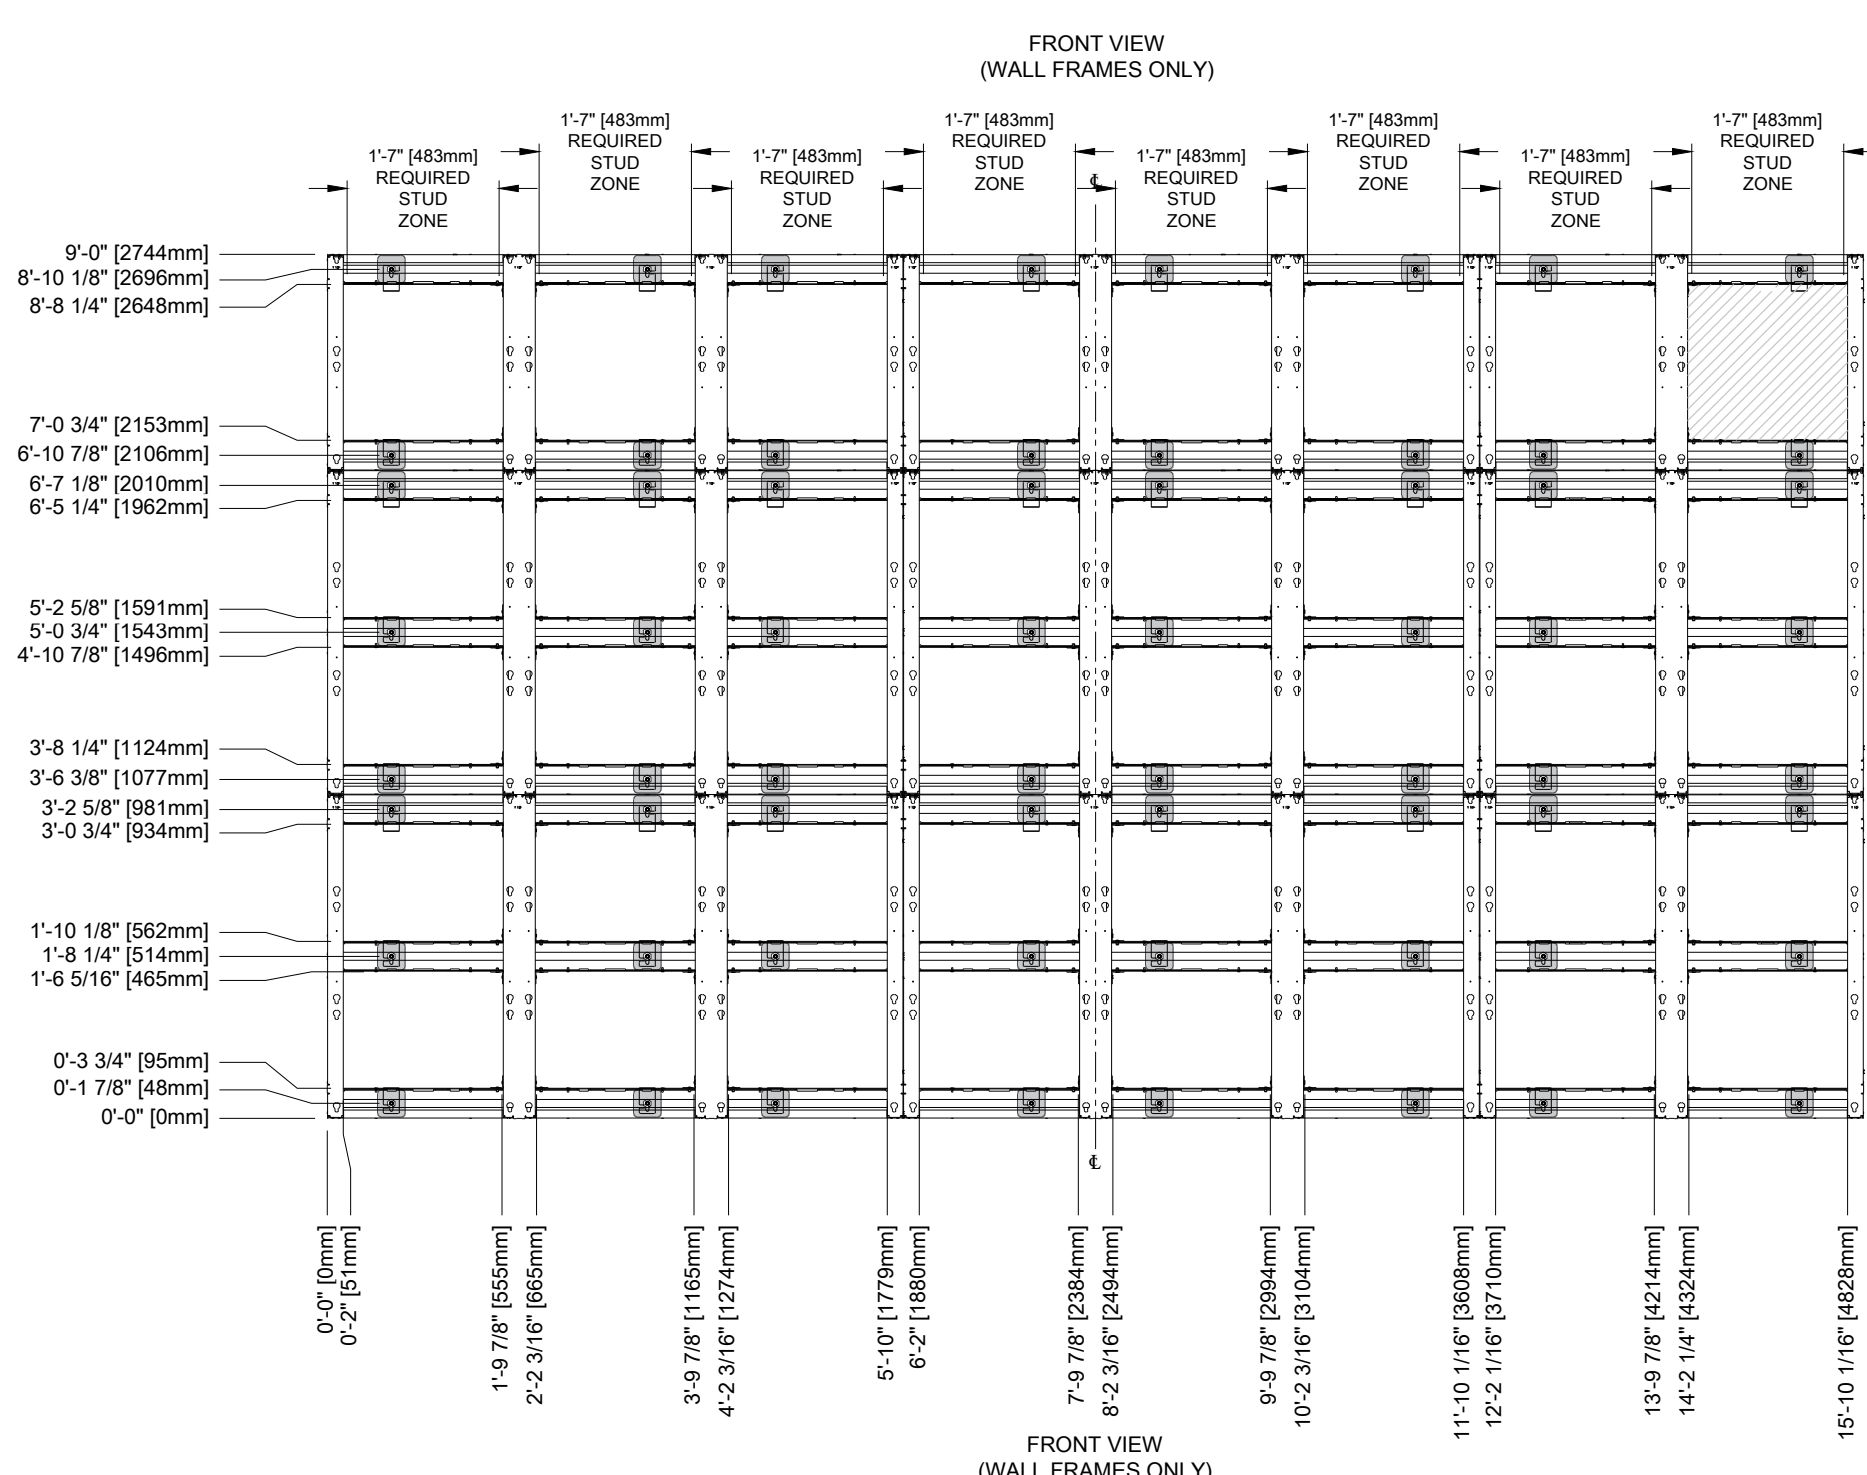 FRONT VIEW
(WALL FRAMES ONLY)
1'-7" [483mm]
REQUIRED
STUD
ZONE
1'-7" [483mm]
REQUIRED
STUD
ZONE
1'-7" [483mm]
REQUIRED
STUD
ZONE
1'-7" [483mm]
REQUIRED
STUD
ZONE
1'-7" [483mm]
REQUIRED
STUD
ZONE
1'-7" [483mm]
REQUIRED
STUD
ZONE
1'-7" [483mm]
REQUIRED
STUD
ZONE
1'-7" [483mm]
REQUIRED
STUD
ZONE
℄
9'-0" [2744mm]
8'-10 1/8" [2696mm]
8'-8 1/4" [2648mm]
7'-0 3/4" [2153mm]
6'-10 7/8" [2106mm]
6'-7 1/8" [2010mm]
6'-5 1/4" [1962mm]
5'-2 5/8" [1591mm]
5'-0 3/4" [1543mm]
4'-10 7/8" [1496mm]
3'-8 1/4" [1124mm]
3'-6 3/8" [1077mm]
3'-2 5/8" [981mm]
3'-0 3/4" [934mm]
1'-10 1/8" [562mm]
1'-8 1/4" [514mm]
1'-6 5/16" [465mm]
0'-3 3/4" [95mm]
0'-1 7/8" [48mm]
0'-0" [0mm]
℄
0'-0" [0mm]
0'-2" [51mm]
1'-9 7/8" [555mm]
2'-2 3/16" [665mm]
3'-9 7/8" [1165mm]
4'-2 3/16" [1274mm]
5'-10" [1779mm]
6'-2" [1880mm]
7'-9 7/8" [2384mm]
8'-2 3/16" [2494mm]
9'-9 7/8" [2994mm]
10'-2 3/16" [3104mm]
11'-10 1/16" [3608mm]
12'-2 1/16" [3710mm]
13'-9 7/8" [4214mm]
14'-2 1/4" [4324mm]
15'-10 1/16" [4828mm]
FRONT VIEW
(WALL FRAMES ONLY)